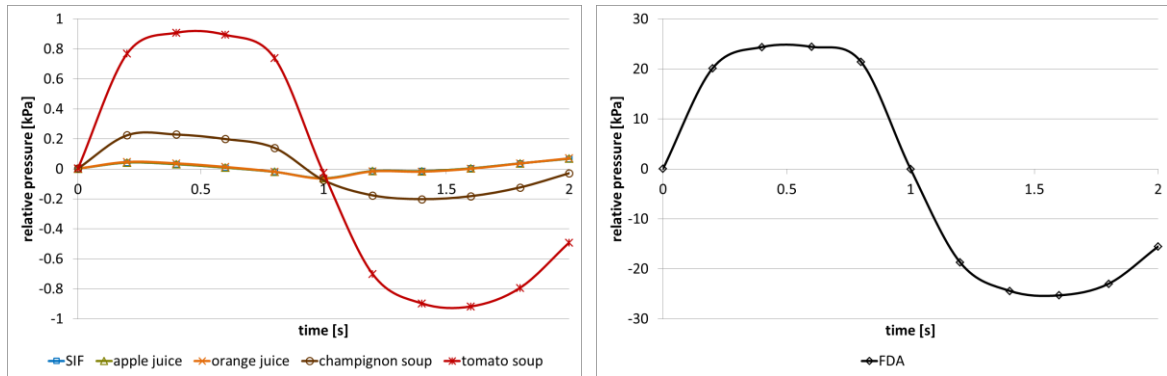 relative pressure [kPa]
1
0.8
0.6
0.4
0.2
0
-0.2
-0.4
-0.6
-0.8
-1
0
0.5
1
1.5
2
time [s]
SIF
apple juice
orange juice
champignon soup
tomato soup
relative pressure [kPa]
30
20
10
0
-10
-20
-30
0
0.5
1
1.5
2
time [s]
FDA